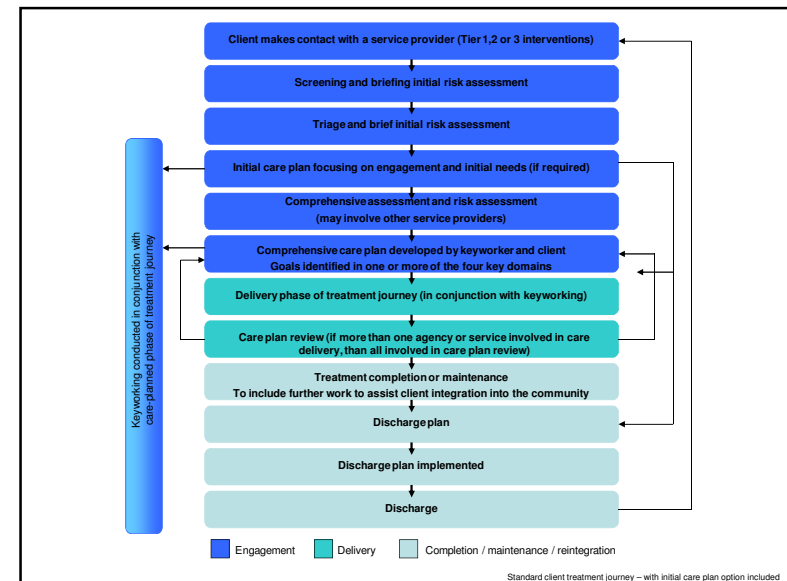 Client makes contact with a service provider (Tier 1,2 or 3 interventions)
Screening and briefing initial risk assessment
Triage and brief initial risk assessment
Initial care plan focusing on engagement and initial needs (if required)
Comprehensive assessment and risk assessment
(may involve other service providers)
Comprehensive care plan developed by keyworker and client
Goals identified in one or more of the four key domains
Delivery phase of treatment journey (in conjunction with keyworking)
Care plan review (if more than one agency or service involved in care
delivery, than all involved in care plan review)
Treatment completion or maintenance
To include further work to assist client integration into the community
Discharge plan
Discharge plan implemented
Discharge
Keyworking conducted in conjunction with
care-planned phase of treatment journey
Engagement
Delivery
Completion / maintenance / reintegration
Standard client treatment journey – with initial care plan option included